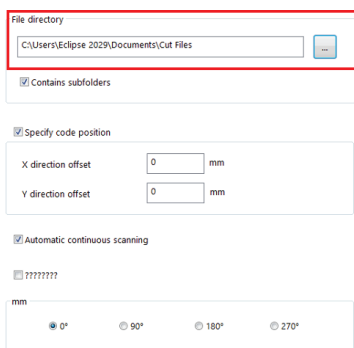 File directory
C:\Users\Eclipse 2029\Documents\Cut Files
...
Contains subfolders
Specify code position
X direction offset 0 mm
Y direction offset 0 mm
Automatic continuous scanning
????????
mm
0° 90° 180° 270°